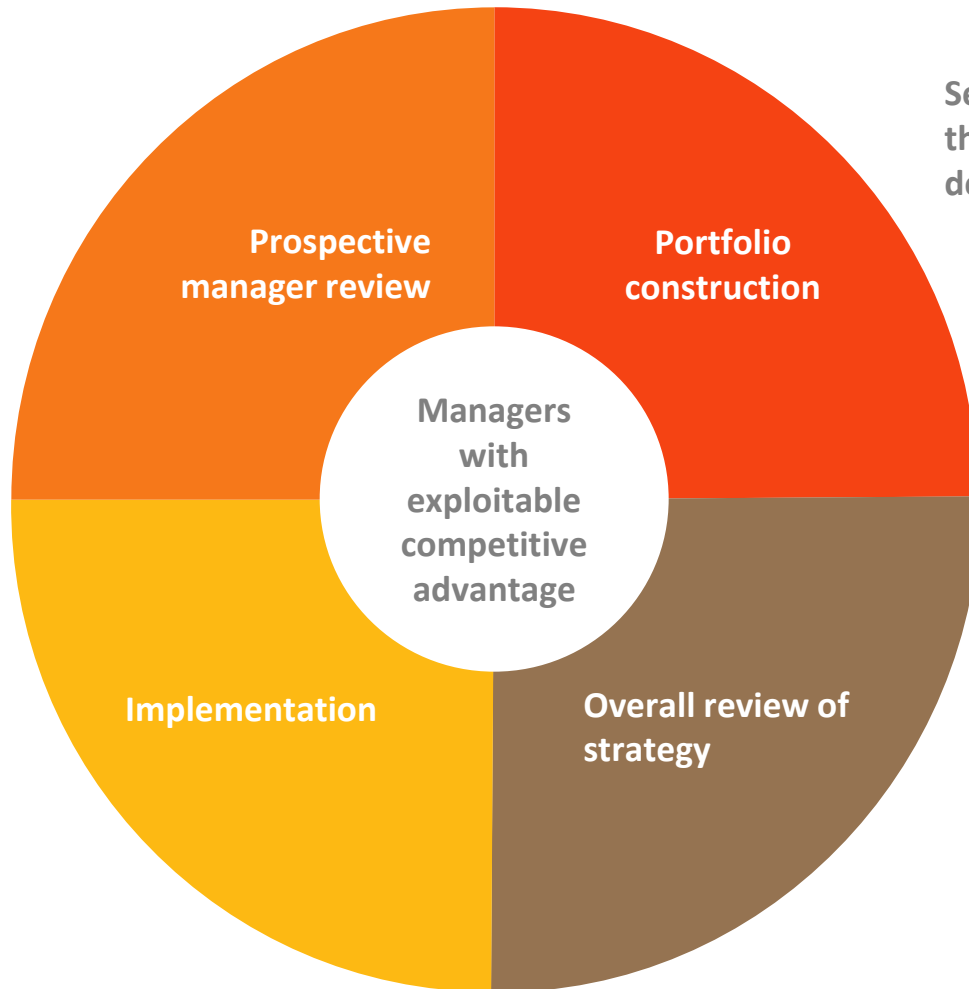 Prospective
manager review
Portfolio
construction
Managers
with
exploitable
competitive
advantage
Implementation
Overall review of
strategy